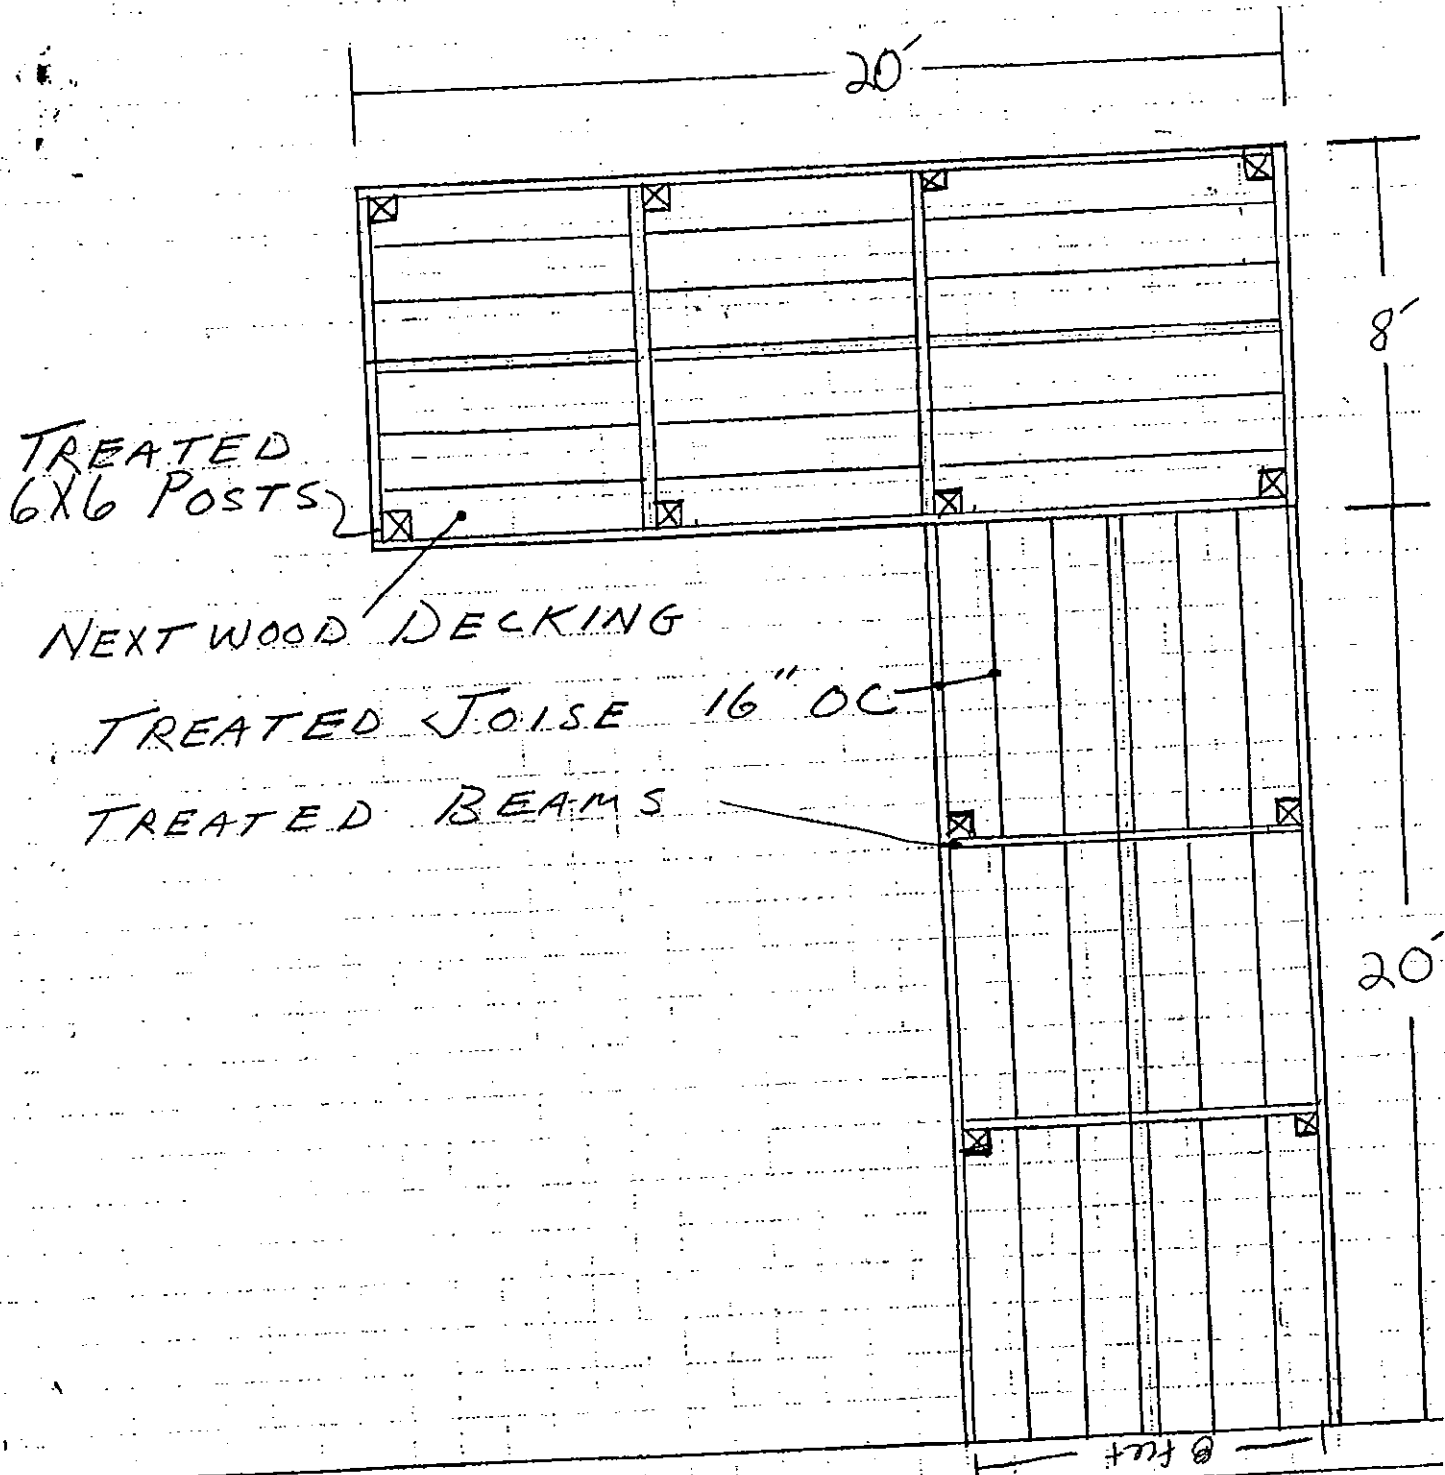 20'
8'
TREATED
6X6 POSTS
NEXTWOOD DECKING
TREATED JOISE 16" OC
TREATED BEAMS
20'
8 feet